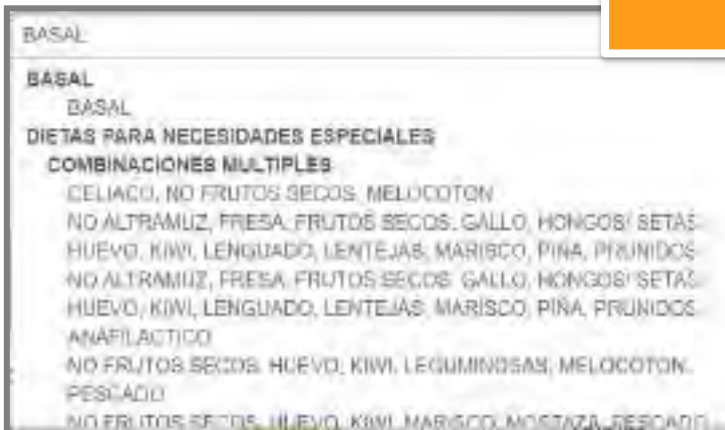 BASAL
BASAL
BASAL
DIETAS PARA NECESIDADES ESPECIALES
COMBINACIONES MULTIPLES
CELIACO, NO FRUTOS SECOS, MELOCOTON
NO ALTRAMUZ, FRESA, FRUTOS SECOS, GALLO, HONGOS/ SETAS
HUEVO, KIWI, LENGUADO, LENTEJAS, MARISCO, PIÑA, PRUNIDOS
NO ALTRAMUZ, FRESA, FRUTOS SECOS, GALLO, HONGOS/ SETAS
HUEVO, KIWI, LENGUADO, LENTEJAS, MARISCO, PIÑA, PRUNIDOS
ANAFILACTICO
NO FRUTOS SECOS, HUEVO, KIWI, LEGUMINOSAS, MELOCOTON,
PESCADO
NO FRUTOS SECOS, HUEVO, KIWI, MARISCO, MOSTAZA, PESCADO